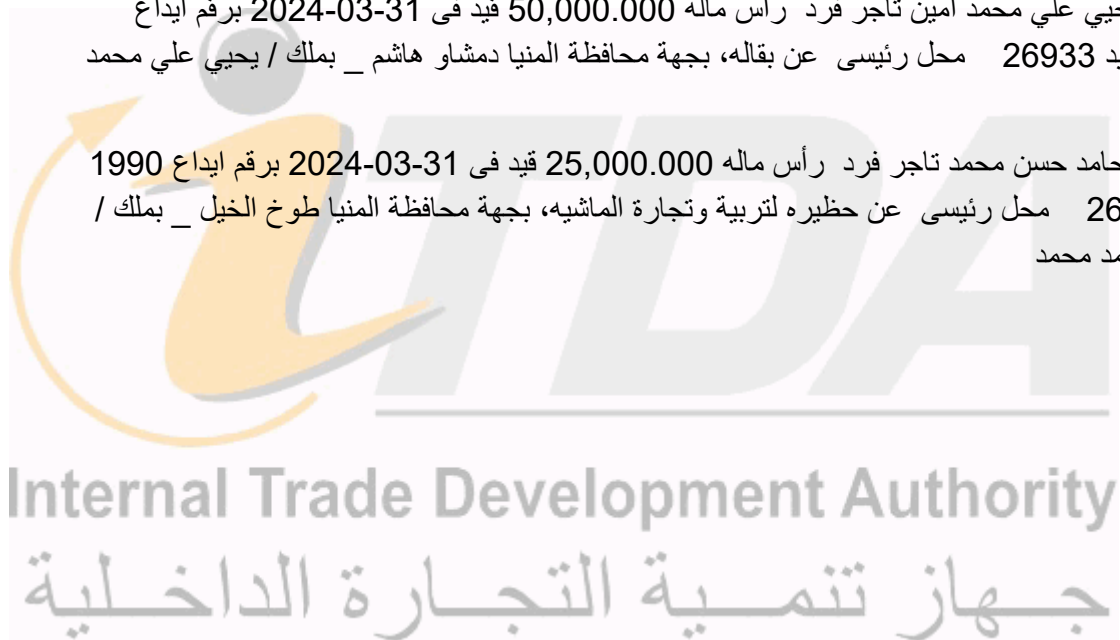 يحيي علي محمد امين تاجر فرد رأس ماله 50,000.000 قيد فى 31-03-2024 برقم ايداع
26933 محل رئيسى عن بقاله، بجهة محافظة المنيا دمشاو هاشم _ بملك / يحيي علي محمد
حامد حسن محمد تاجر فرد رأس ماله 25,000.000 قيد فى 31-03-2024 برقم ايداع 1990
محل رئيسى عن حظيره لتربية وتجارة الماشيه، بجهة محافظة المنيا طوخ الخيل _ بملك /
محمد
iTDA
Internal Trade Development Authority
جهاز تنمية التجارة الداخلية